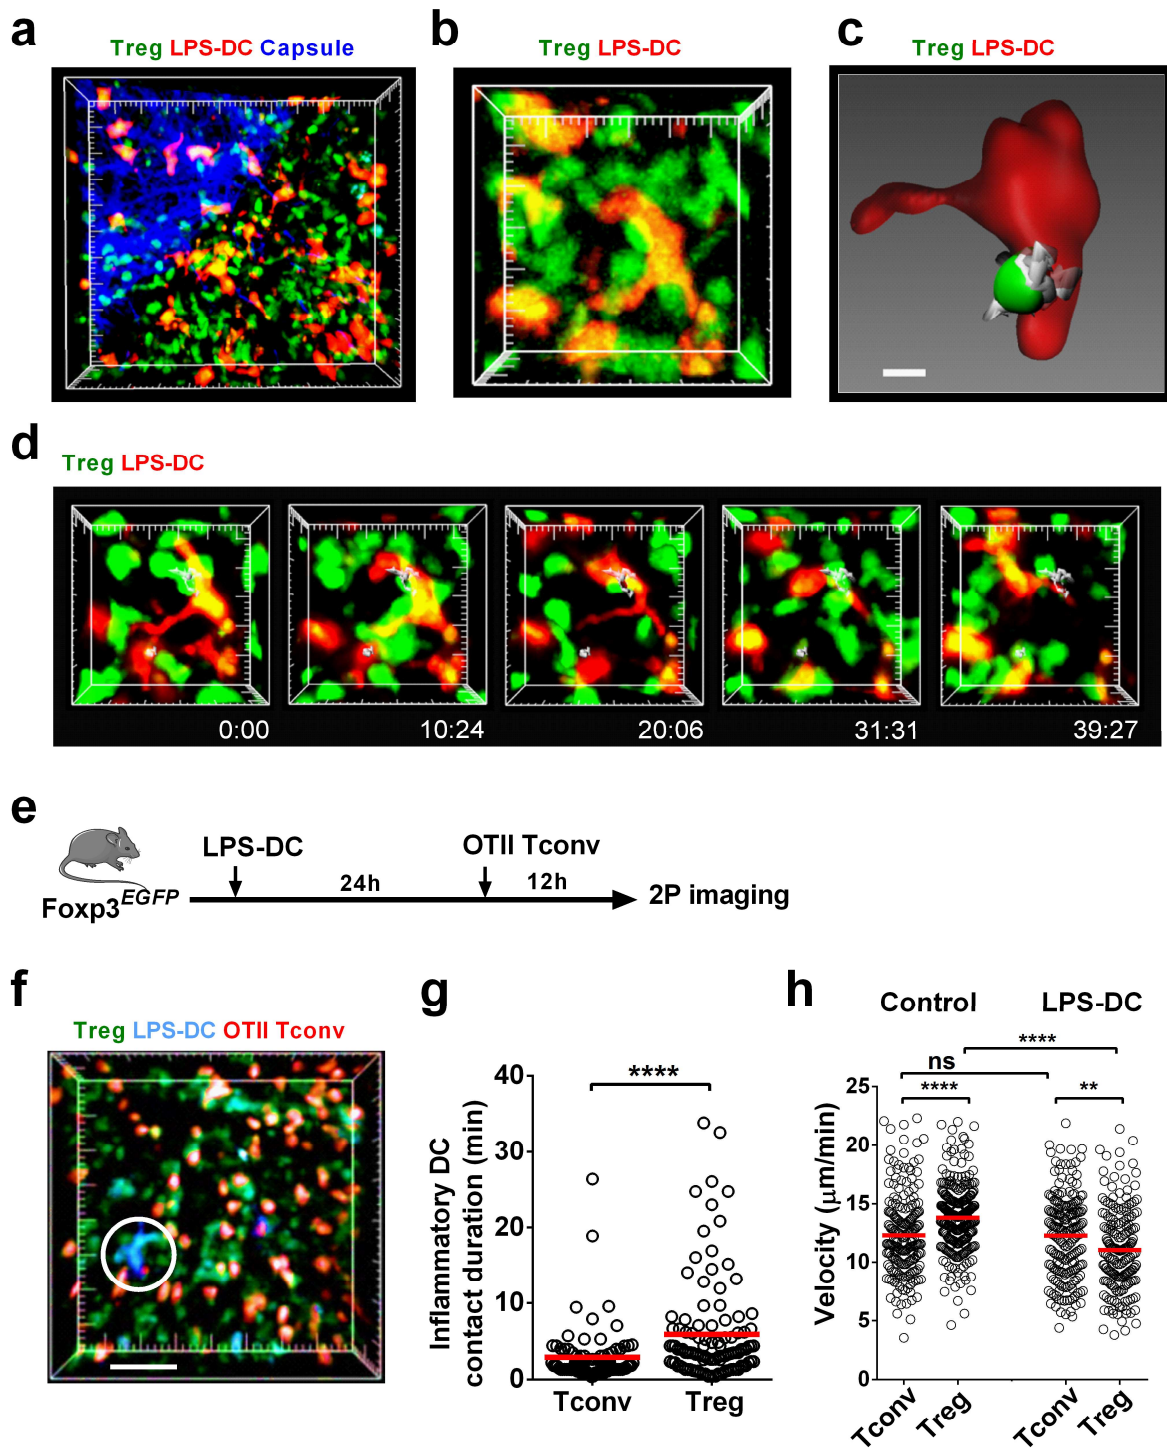 a
Treg LPS-DC Capsule
b
Treg LPS-DC
c
Treg LPS-DC
d
Treg LPS-DC
0:00
10:24
20:06
31:31
39:27
e
LPS-DC
OTII Tconv
24h
12h
Foxp3EGFP
2P imaging
f
Treg LPS-DC OTII Tconv
g
****
Inflammatory DC
contact duration (min)
40
30
20
10
0
Tconv
Treg
h
Control
LPS-DC
****
ns
****
**
Velocity (μm/min)
25
20
15
10
5
0
Tconv
Treg
Tconv
Treg